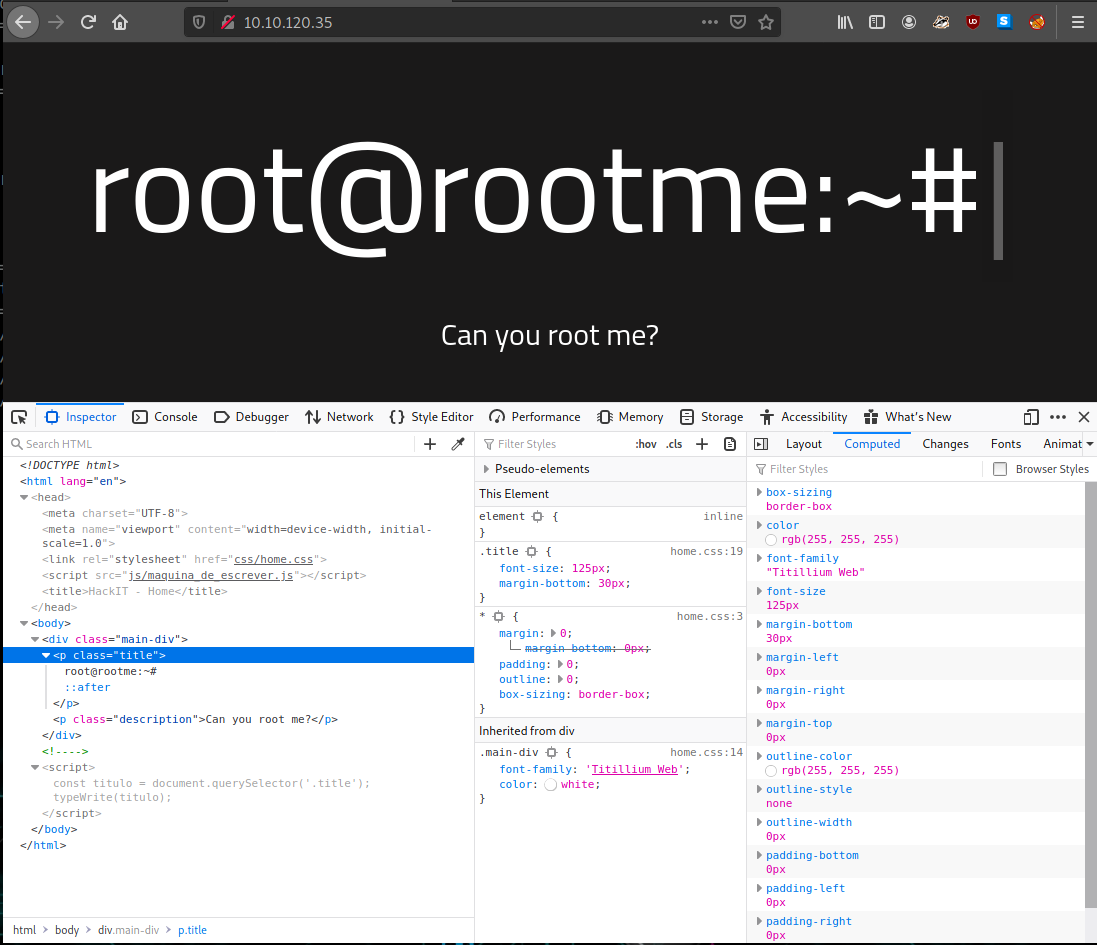 10.10.120.35
root@rootme:~#
Can you root me?
Inspector Console Debugger Network Style Editor Performance Memory Storage Accessibility What's New
Search HTML
<!DOCTYPE html>
<html lang="en">
<head>
<meta charset="UTF-8">
<meta name="viewport" content="width=device-width, initial-
scale=1.0">
<link rel="stylesheet" href="css/home.css">
<script src="js/maquina_de_escrever.js"></script>
<title>HackIT - Home</title>
</head>
<body>
<div class="main-div">
<p class="title">
root@rootme:~#
::after
</p>
<p class="description">Can you root me?</p>
</div>
<!---->
<script>
const titulo = document.querySelector('.title');
typeWrite(titulo);
</script>
</body>
</html>
html body div.main-div p.title
Filter Styles :hov .cls
Pseudo-elements
This Element
element { inline
}
.title { home.css:19
font-size: 125px;
margin-bottom: 30px;
}
* { home.css:3
margin: 0;
margin-bottom: 0px;
padding: 0;
outline: 0;
box-sizing: border-box;
}
Inherited from div
.main-div { home.css:14
font-family: 'Titillium Web';
color: white;
}
Layout Computed Changes Fonts Animat
Filter Styles Browser Styles
box-sizing
border-box
color
rgb(255, 255, 255)
font-family
"Titillium Web"
font-size
125px
margin-bottom
30px
margin-left
0px
margin-right
0px
margin-top
0px
outline-color
rgb(255, 255, 255)
outline-style
none
outline-width
0px
padding-bottom
0px
padding-left
0px
padding-right
0px